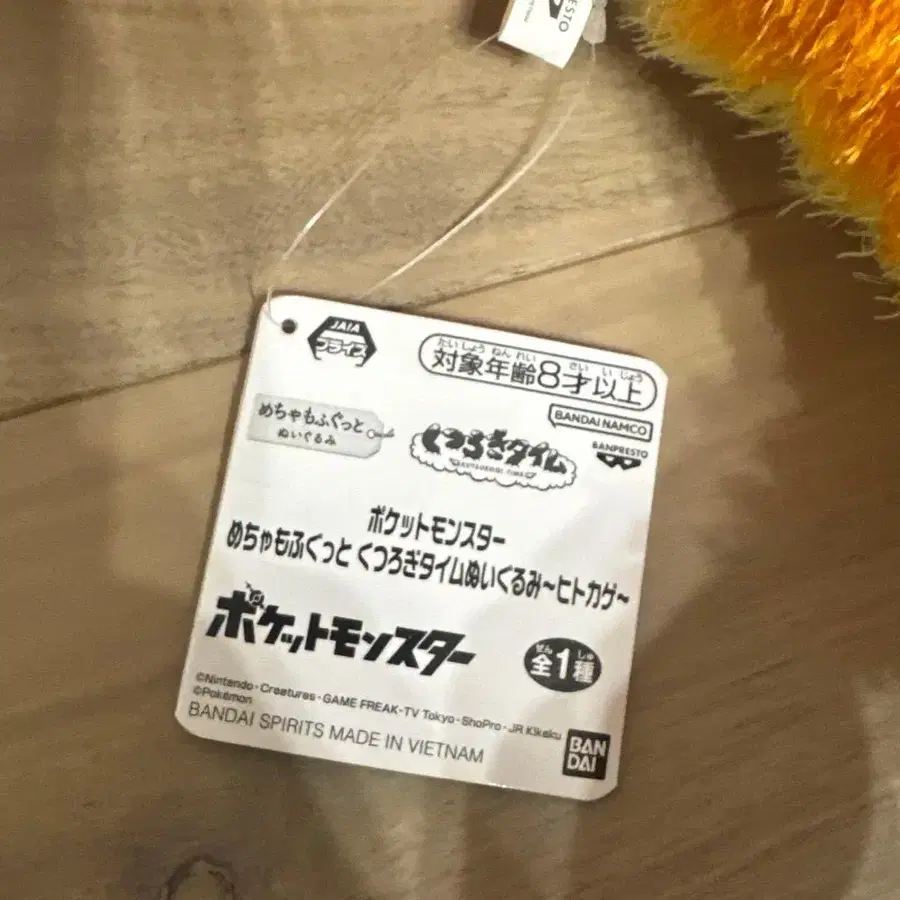 ESTO
JAIA
プライズ
たいしょう ねんれい さい いじょう
対象年齢8才以上
めちゃもふぐっと
ぬいぐるみ
くつろぎタイム
KUTSUROGI TIME
BANDAI NAMCO
BANPRESTO
ポケットモンスター
めちゃもふぐっと くつろぎタイムぬいぐるみ~ヒトカゲ~
ポケットモンスター
ぜん しゅ
全1種
©Nintendo・Creatures・GAME FREAK・TV Tokyo・ShoPro・JR Kikaku
©Pokémon
BANDAI SPIRITS MADE IN VIETNAM
BAN
DAI